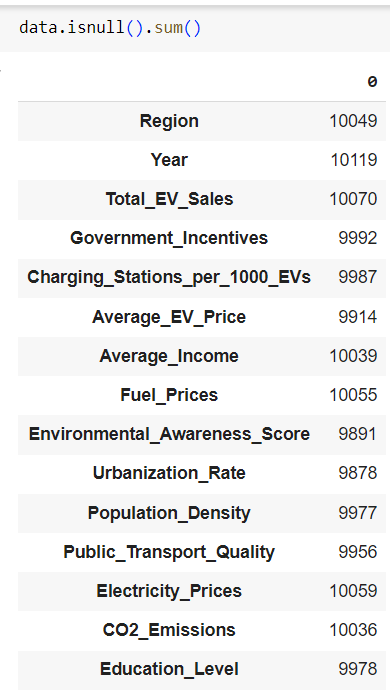 data.isnull().sum()
0
Region 10049
Year 10119
Total_EV_Sales 10070
Government_Incentives 9992
Charging_Stations_per_1000_EVs 9987
Average_EV_Price 9914
Average_Income 10039
Fuel_Prices 10055
Environmental_Awareness_Score 9891
Urbanization_Rate 9878
Population_Density 9977
Public_Transport_Quality 9956
Electricity_Prices 10059
CO2_Emissions 10036
Education_Level 9978